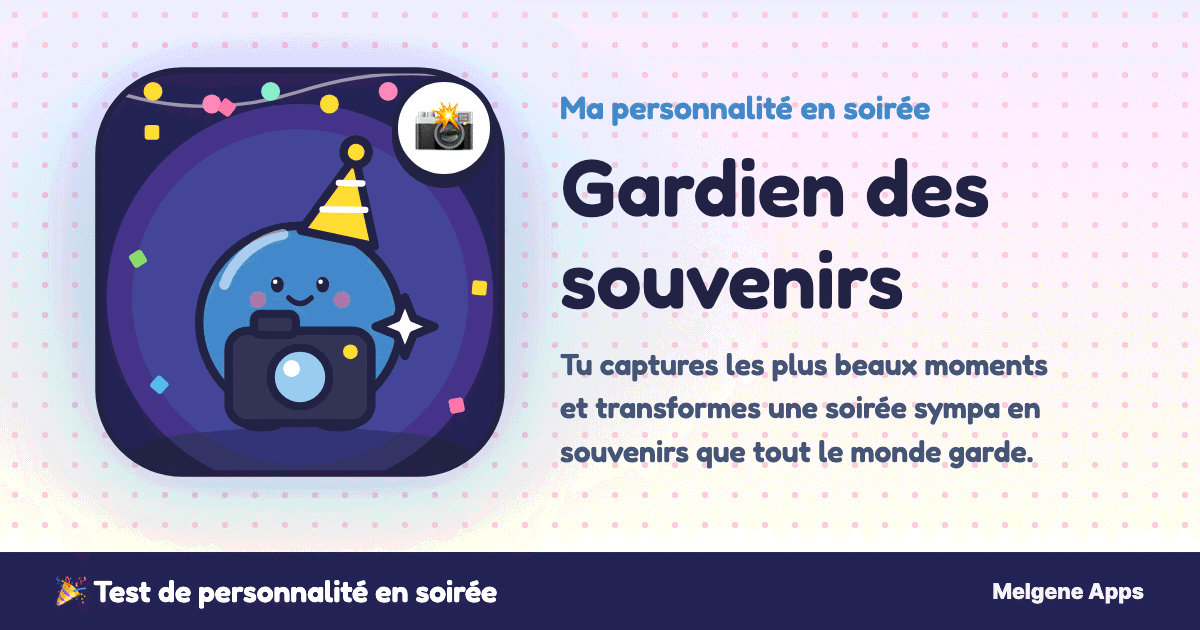 Ma personnalité en soirée
Gardien des
souvenirs
Tu captures les plus beaux moments
et transformes une soirée sympa en
souvenirs que tout le monde garde.
Test de personnalité en soirée
Melgene Apps